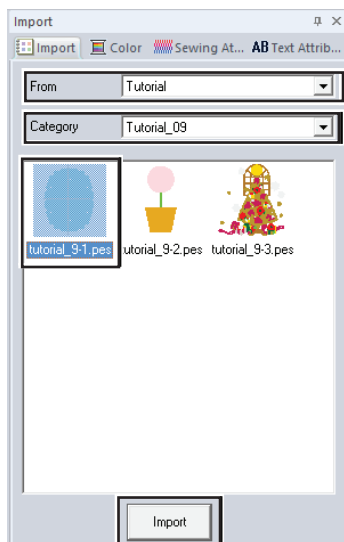 Import
Import Color Sewing At... AB Text Attrib...
From Tutorial
Category Tutorial_09
tutorial_9-1.pes tutorial_9-2.pes tutorial_9-3.pes
Import